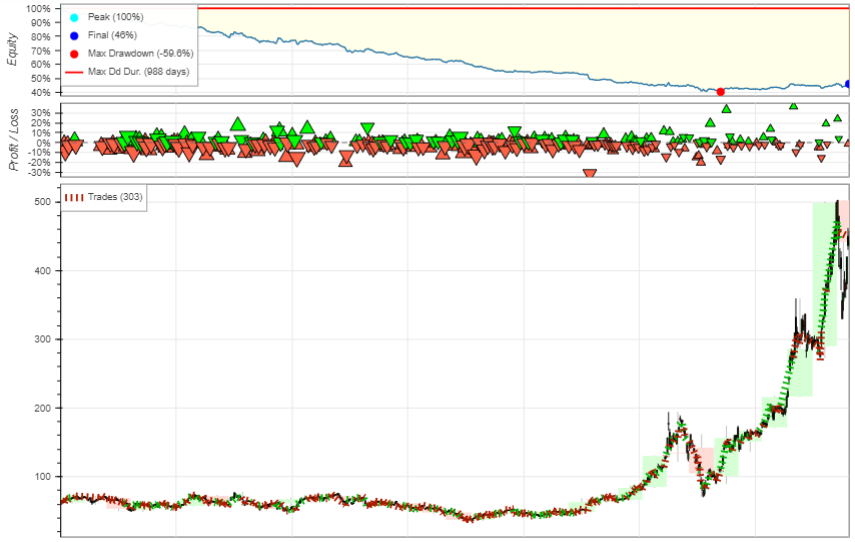 100%
90%
80%
70%
60%
50%
40%
Equity
Peak (100%)
Final (46%)
Max Drawdown (-59.6%)
Max Dd Dur. (988 days)
30%
20%
10%
0%
-10%
-20%
-30%
Profit / Loss
Trades (303)
500
400
300
200
100